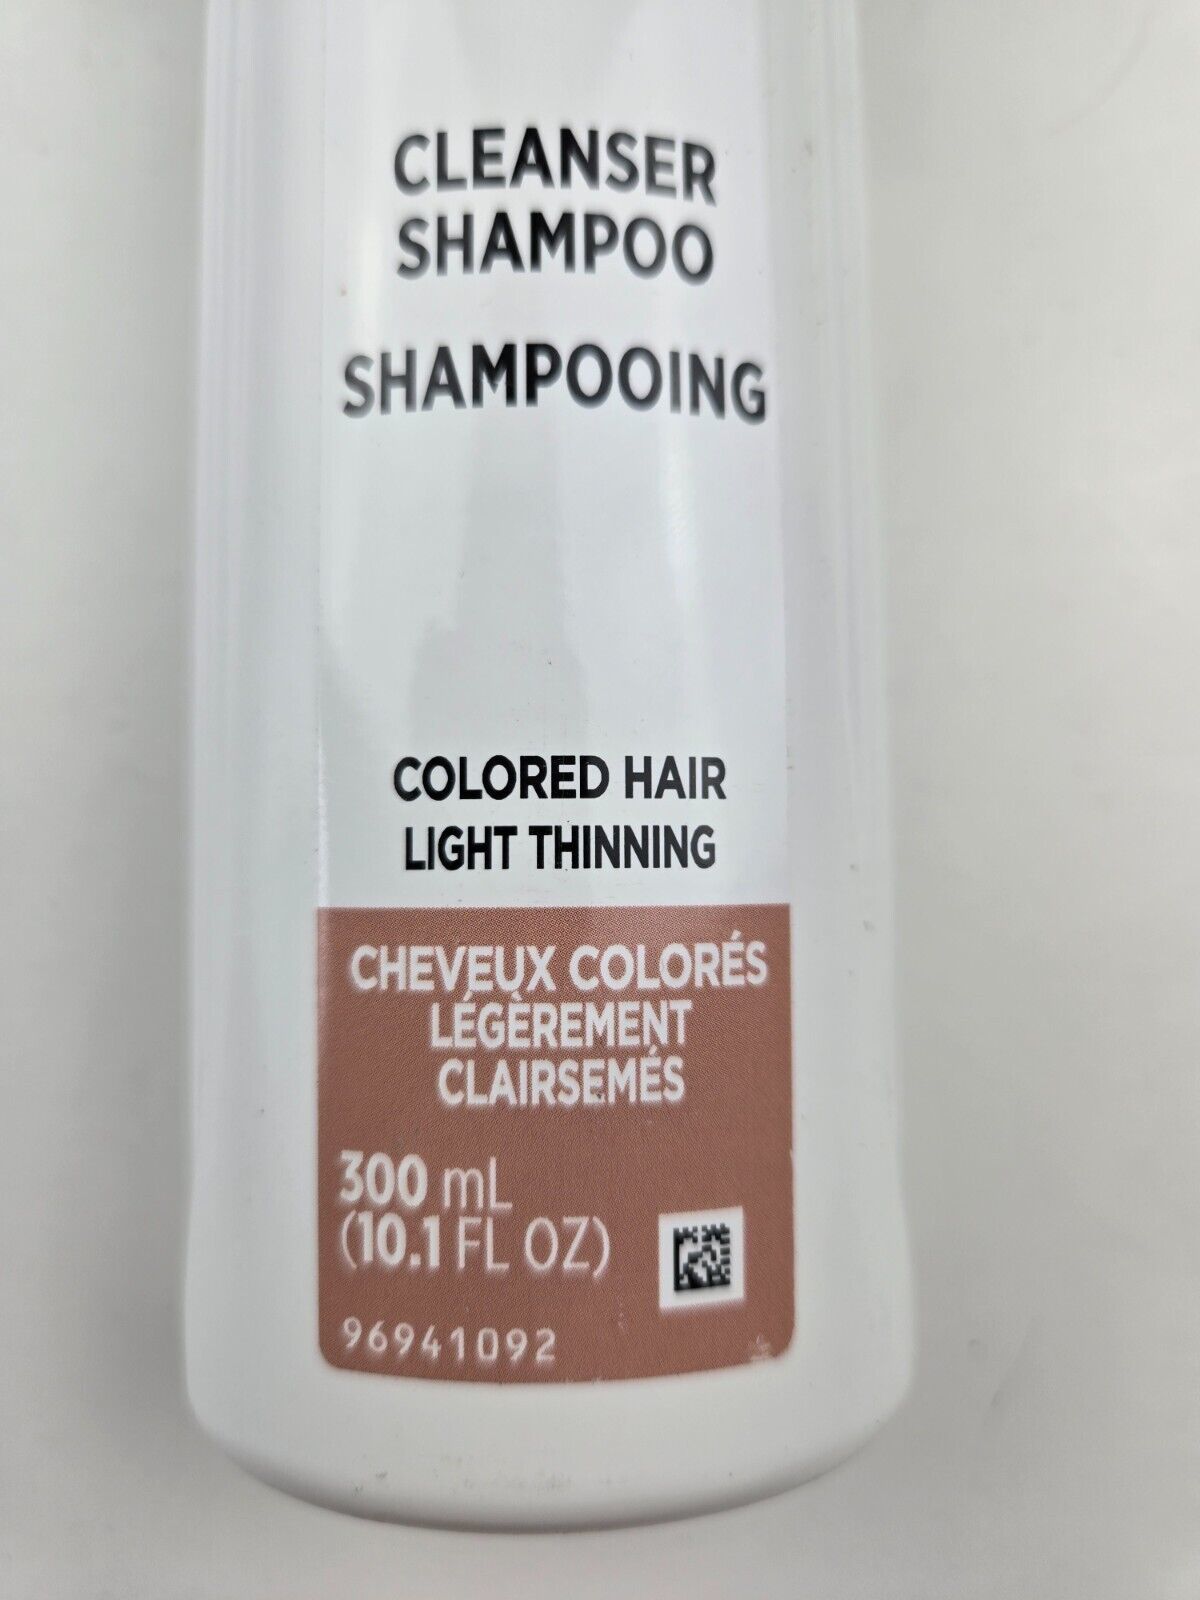 CLEANSER
SHAMPOO
SHAMPOOING
COLORED HAIR
LIGHT THINNING
CHEVEUX COLORÉS
LÉGÈREMENT
CLAIRSEMÉS
300 mL
(10.1 FL OZ)
96941092